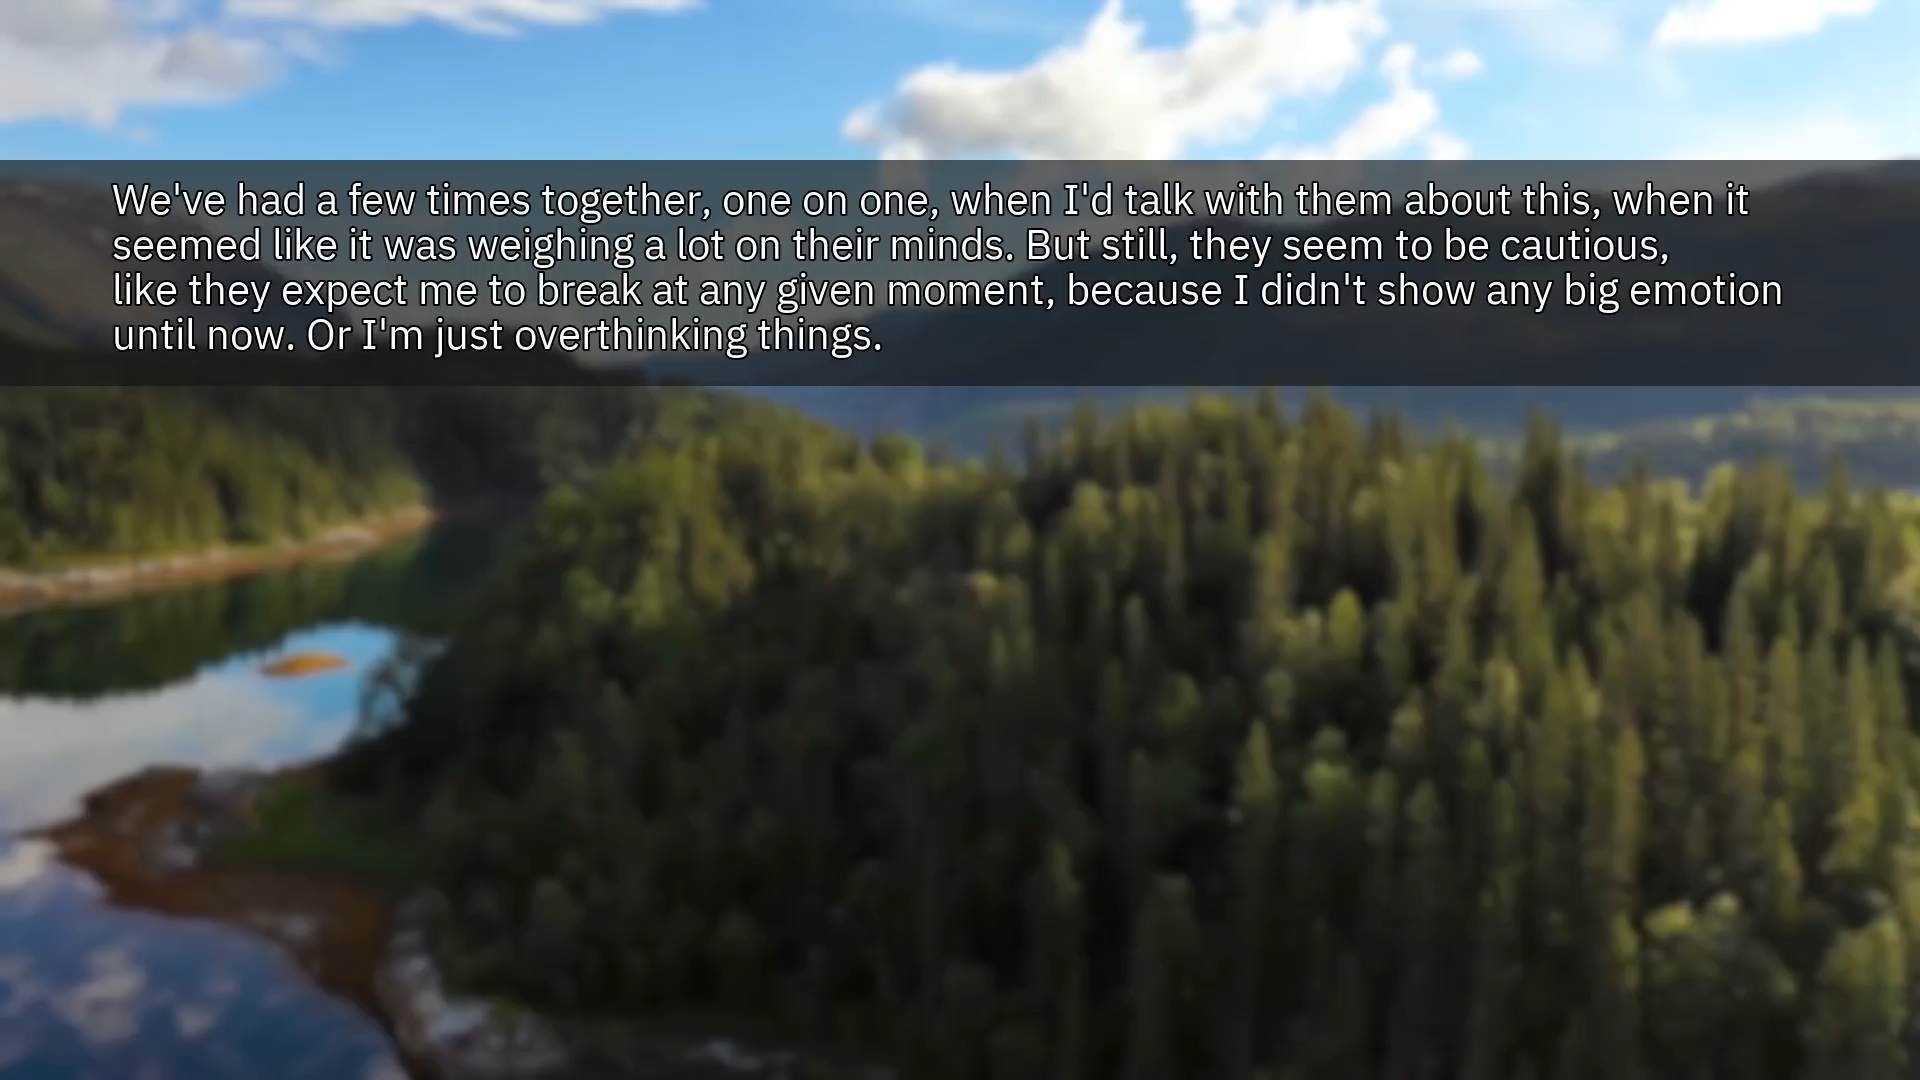 We've had a few times together, one on one, when I'd talk with them about this, when it
seemed like it was weighing a lot on their minds. But still, they seem to be cautious,
like they expect me to break at any given moment, because I didn't show any big emotion
until now. Or I'm just overthinking things.